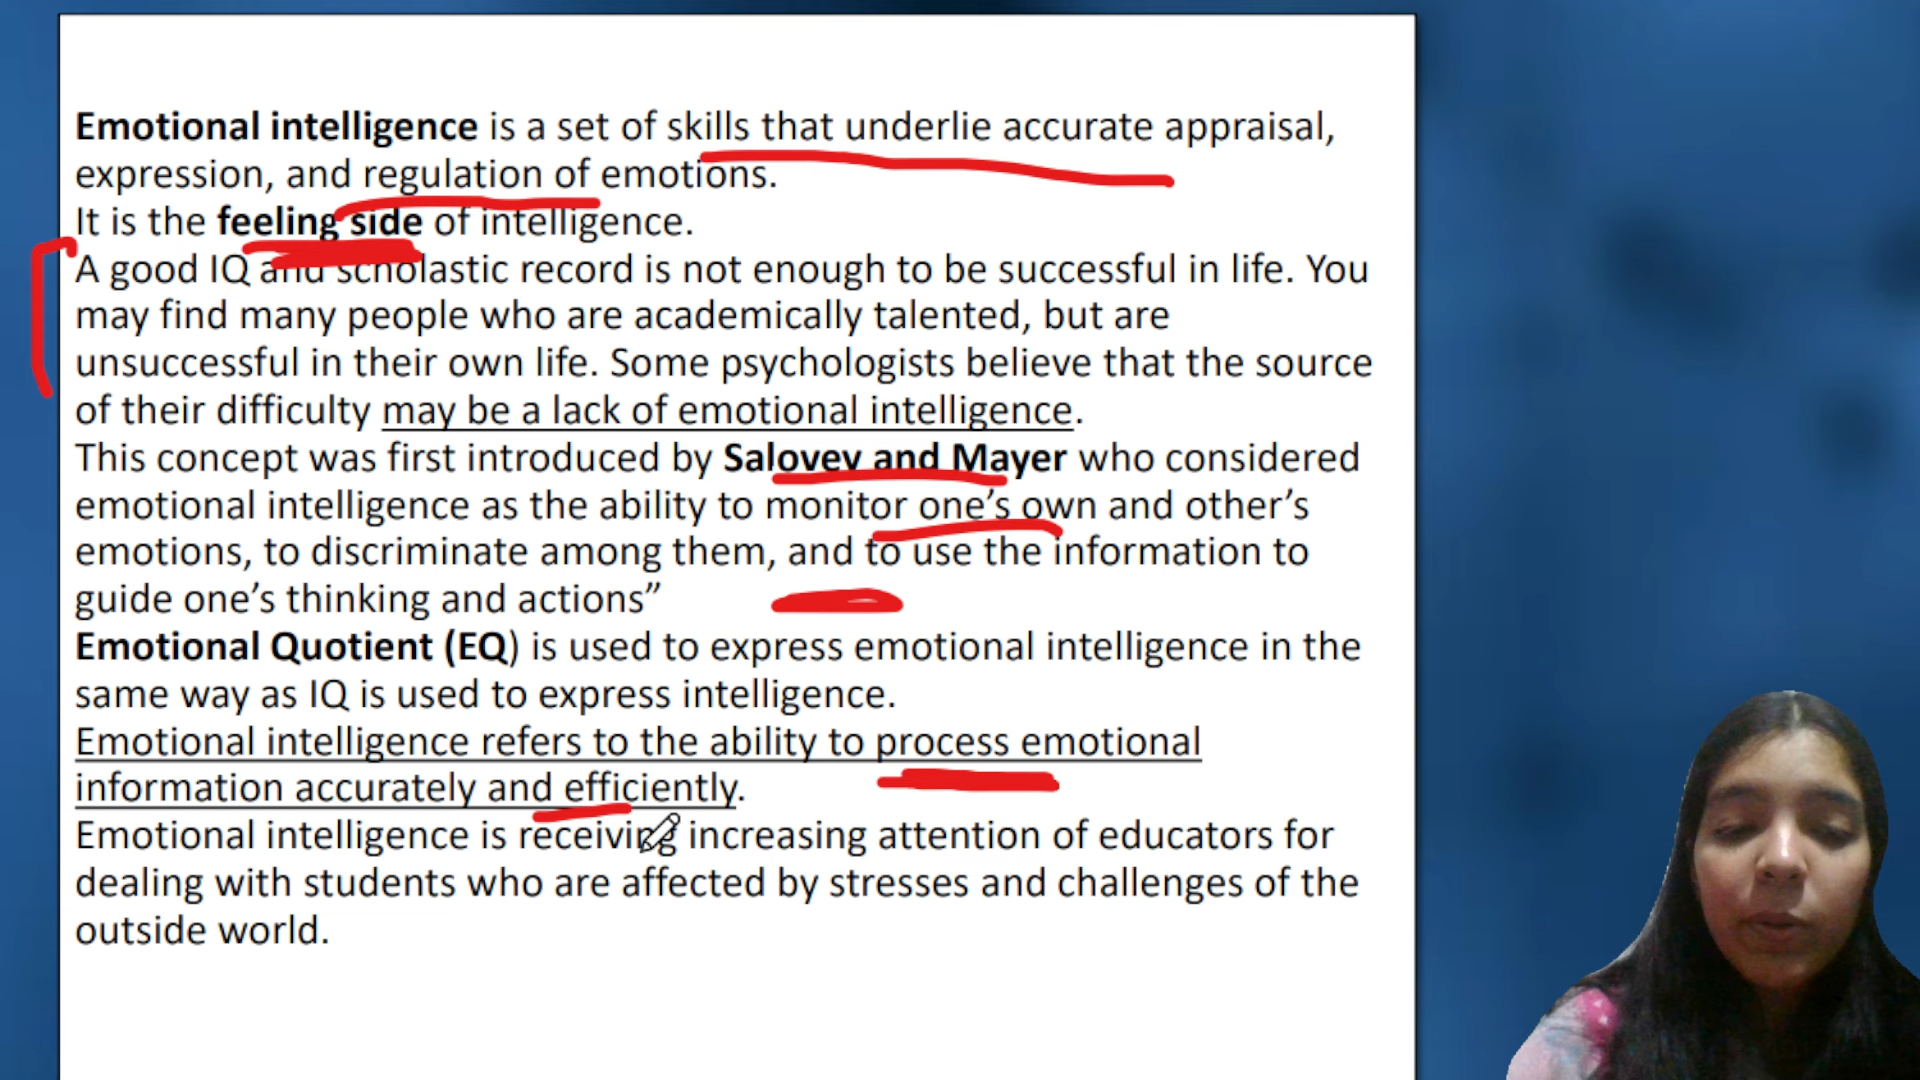 Emotional intelligence is a set of skills that underlie accurate appraisal,
expression, and regulation of emotions.
It is the feeling side of intelligence.
A good IQ and scholastic record is not enough to be successful in life. You
may find many people who are academically talented, but are
unsuccessful in their own life. Some psychologists believe that the source
of their difficulty may be a lack of emotional intelligence.
This concept was first introduced by Salovey and Mayer who considered
emotional intelligence as the ability to monitor one’s own and other’s
emotions, to discriminate among them, and to use the information to
guide one’s thinking and actions”
Emotional Quotient (EQ) is used to express emotional intelligence in the
same way as IQ is used to express intelligence.
Emotional intelligence refers to the ability to process emotional
information accurately and efficiently.
Emotional intelligence is receiving increasing attention of educators for
dealing with students who are affected by stresses and challenges of the
outside world.